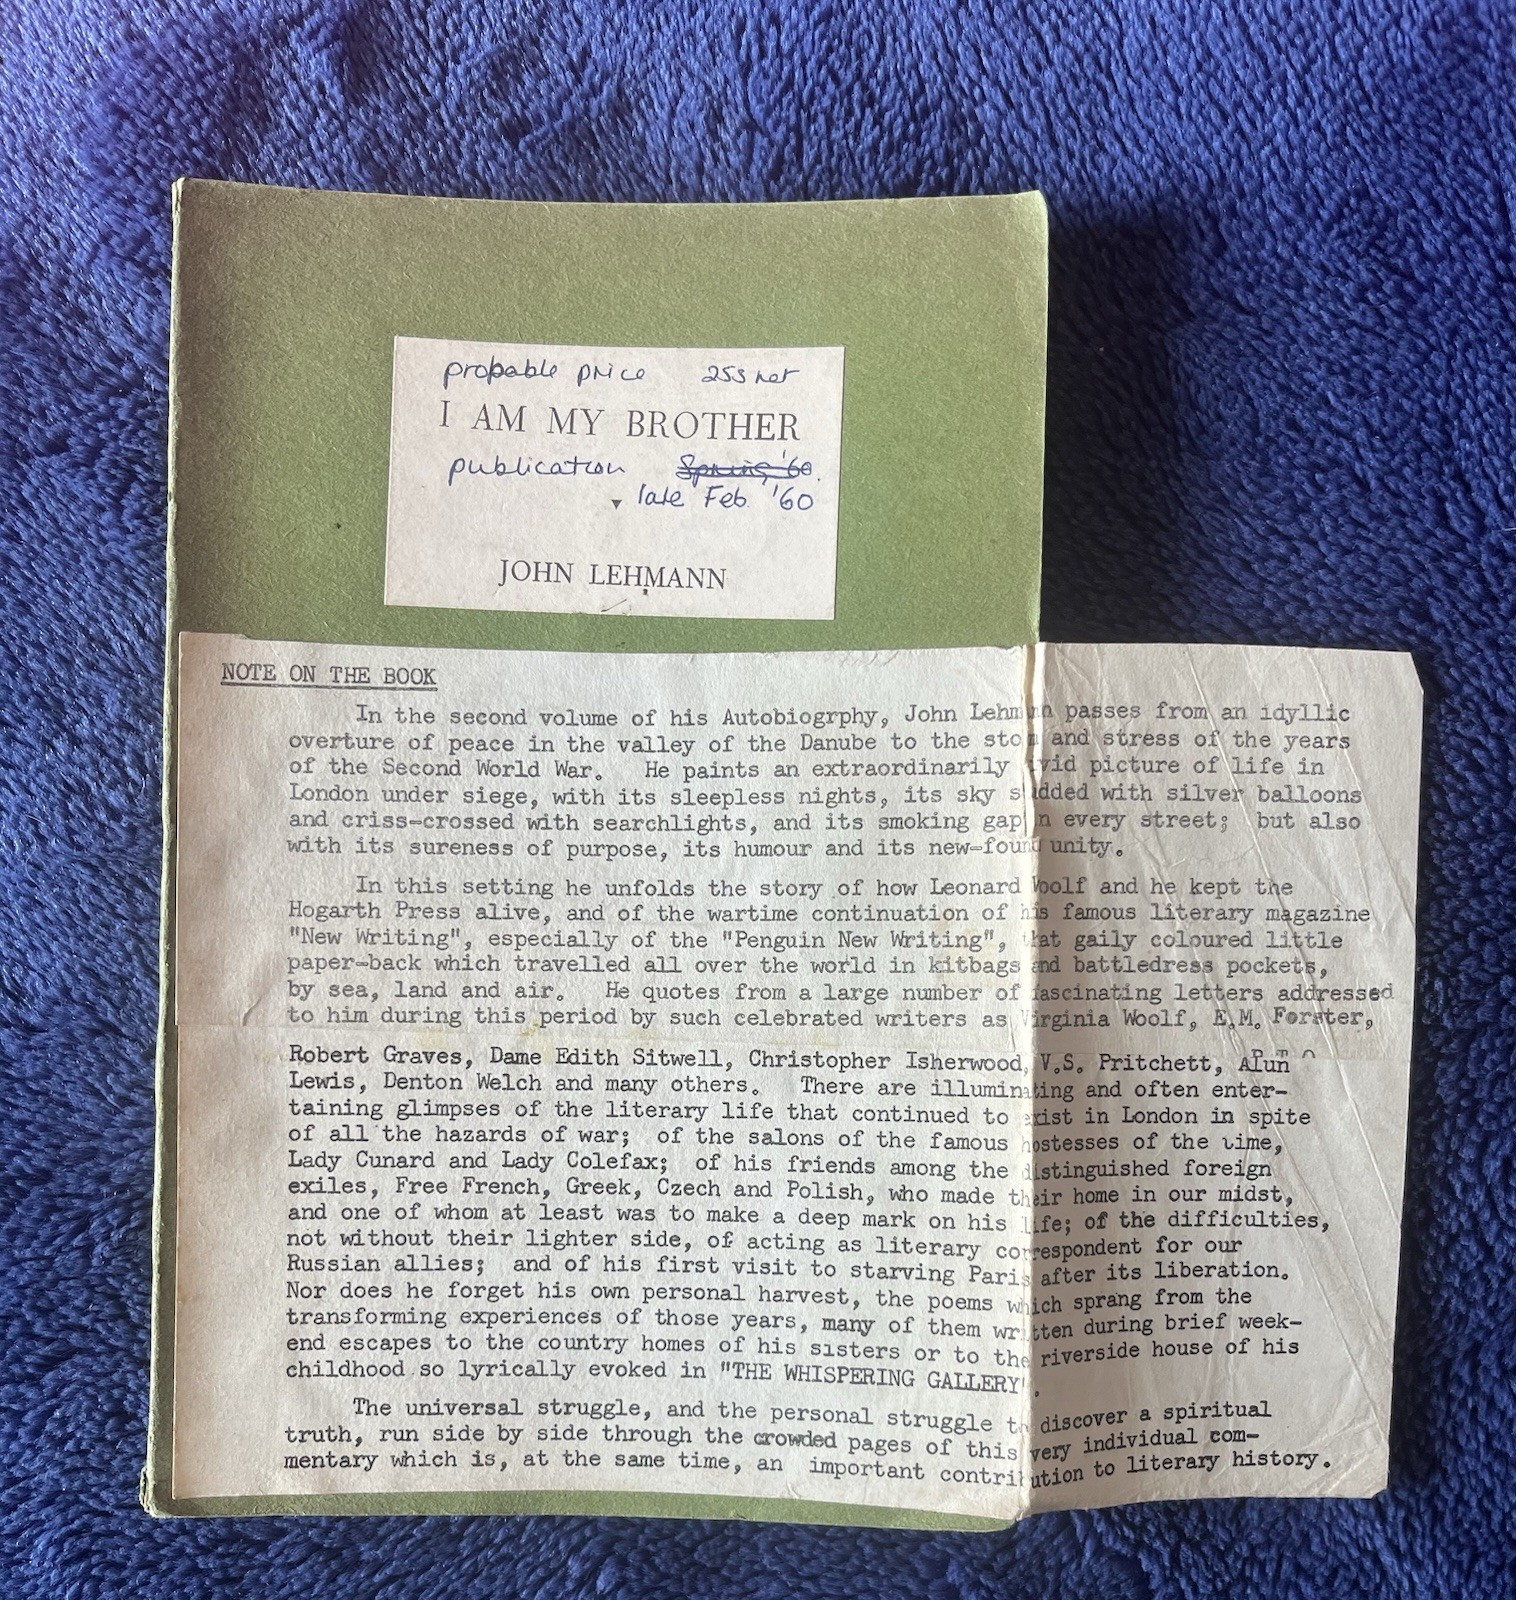 probable price 25s net
I AM MY BROTHER
publication Spring '60.
late Feb. '60
JOHN LEHMANN
NOTE ON THE BOOK
In the second volume of his Autobiogrphy, John Lehmann passes from an idyllic
overture of peace in the valley of the Danube to the storm and stress of the years
of the Second World War. He paints an extraordinarily vivid picture of life in
London under siege, with its sleepless nights, its sky studded with silver balloons
and criss-crossed with searchlights, and its smoking gap in every street; but also
with its sureness of purpose, its humour and its new-found unity.
In this setting he unfolds the story of how Leonard Woolf and he kept the
Hogarth Press alive, and of the wartime continuation of his famous literary magazine
"New Writing", especially of the "Penguin New Writing", that gaily coloured little
paper-back which travelled all over the world in kitbags and battledress pockets,
by sea, land and air. He quotes from a large number of fascinating letters addressed
to him during this period by such celebrated writers as Virginia Woolf, E.M. Forster,
Robert Graves, Dame Edith Sitwell, Christopher Isherwood, V.S. Pritchett, Alun
Lewis, Denton Welch and many others. There are illuminating and often enter-
taining glimpses of the literary life that continued to exist in London in spite
of all the hazards of war; of the salons of the famous hostesses of the time,
Lady Cunard and Lady Colefax; of his friends among the distinguished foreign
exiles, Free French, Greek, Czech and Polish, who made their home in our midst,
and one of whom at least was to make a deep mark on his life; of the difficulties,
not without their lighter side, of acting as literary correspondent for our
Russian allies; and of his first visit to starving Paris after its liberation.
Nor does he forget his own personal harvest, the poems which sprang from the
transforming experiences of those years, many of them written during brief week-
end escapes to the country homes of his sisters or to the riverside house of his
childhood so lyrically evoked in "THE WHISPERING GALLERY".
The universal struggle, and the personal struggle to discover a spiritual
truth, run side by side through the crowded pages of this very individual com-
mentary which is, at the same time, an important contribution to literary history.